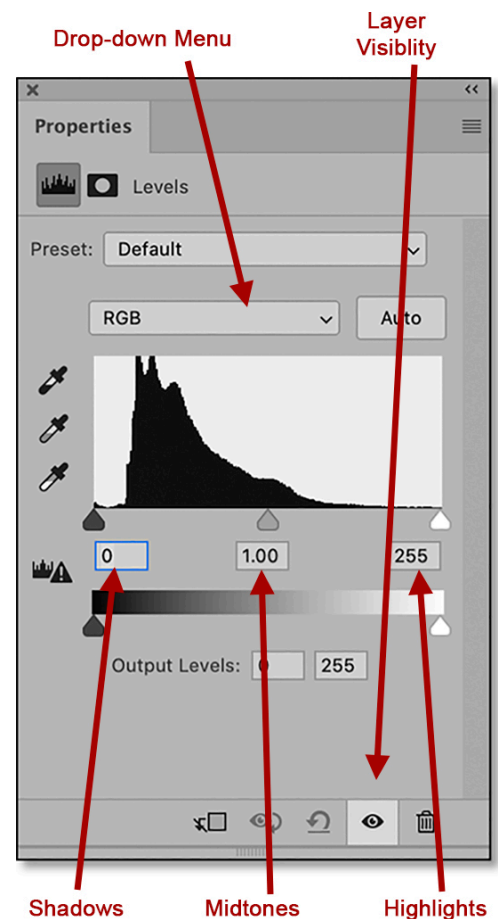 Drop-down Menu
Layer
Visiblity
Properties
Levels
Preset: Default
RGB
Auto
0 1.00 255
Output Levels: 0 255
Shadows Midtones Highlights